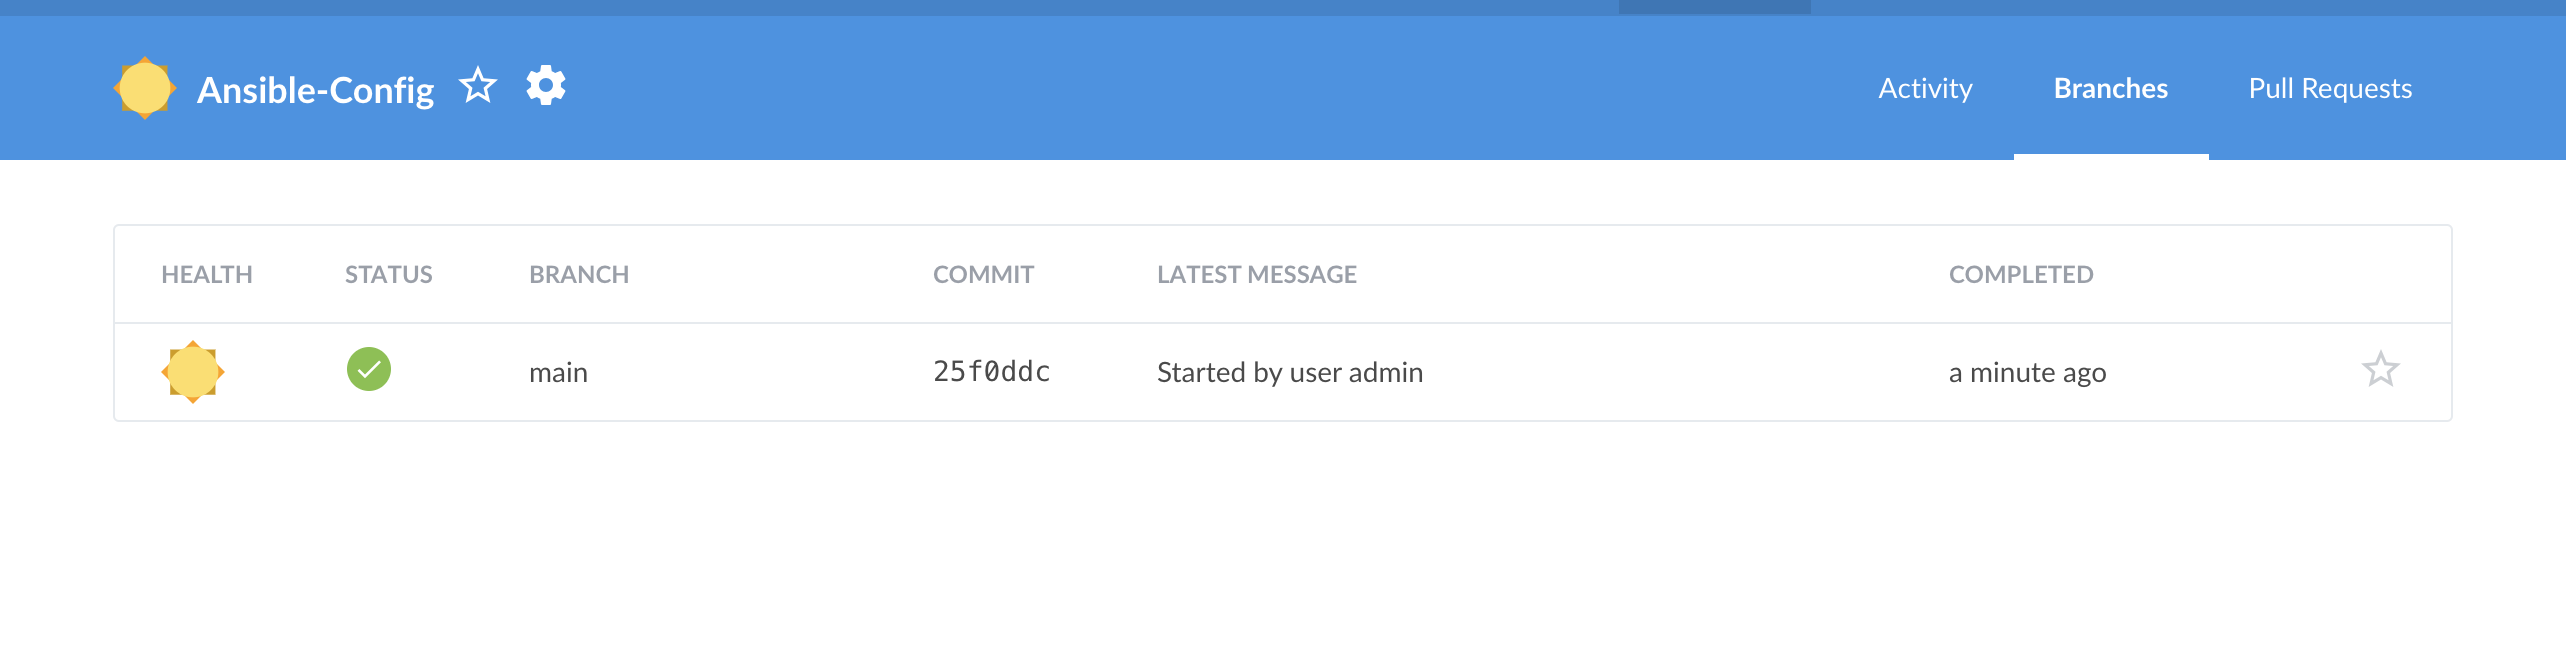 Ansible-Config
Activity Branches Pull Requests
HEALTH STATUS BRANCH COMMIT LATEST MESSAGE COMPLETED
main 25f0ddc Started by user admin a minute ago